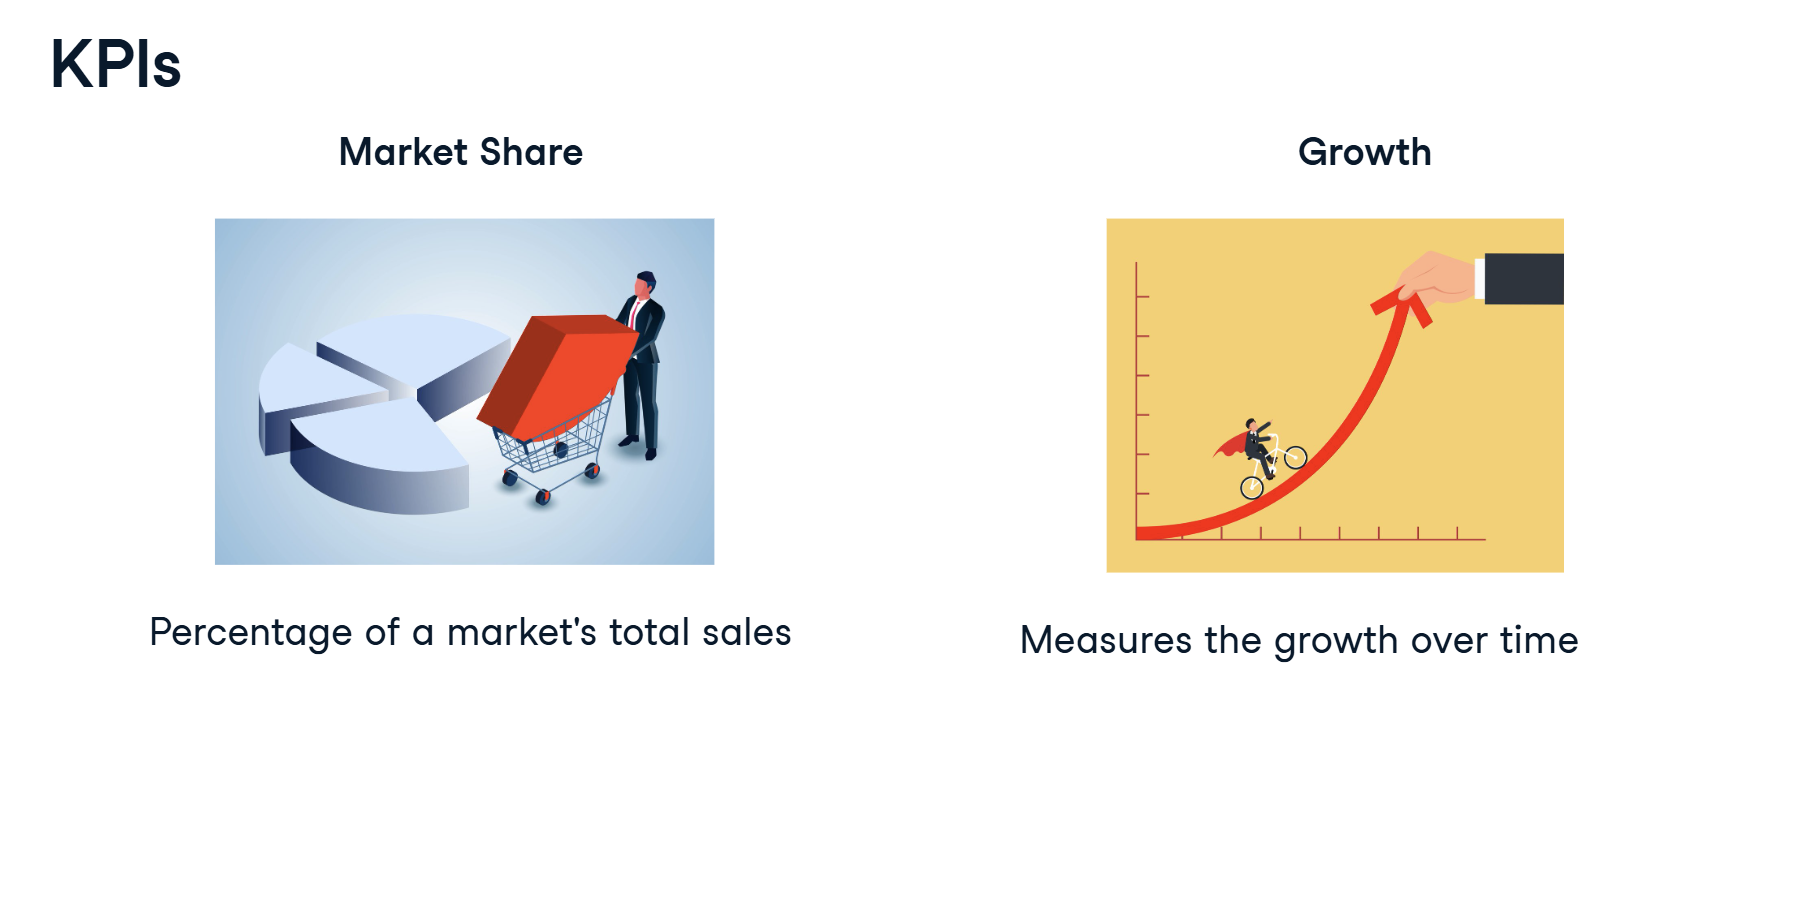 KPIs
Market Share
Growth
Percentage of a market's total sales
Measures the growth over time